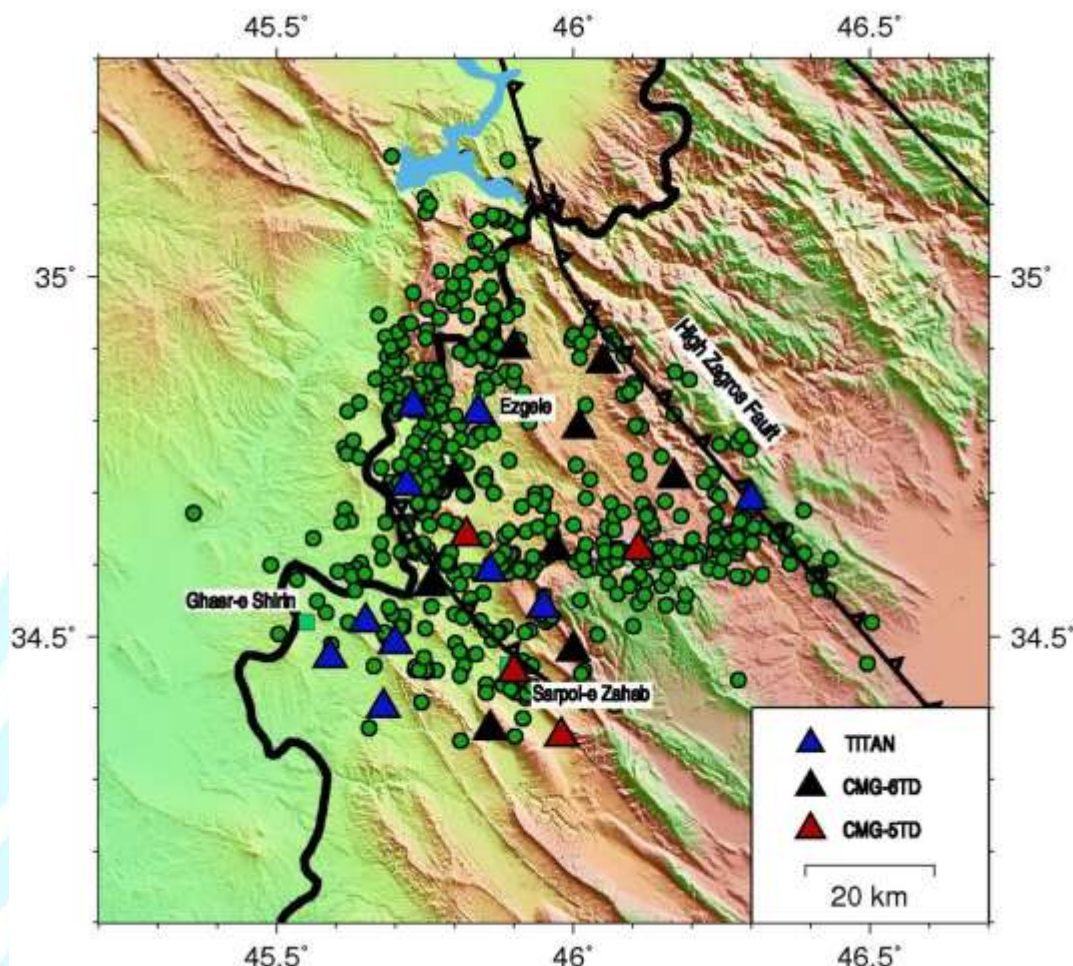 45.5° 46° 46.5°
35° 35°
High Zagros Fault
Ezgele
Ghasr-e Shirin
34.5° 34.5°
Sarpol-e Zahab
TITAN
CMG-6TD
CMG-5TD
20 km
45.5° 46° 46.5°